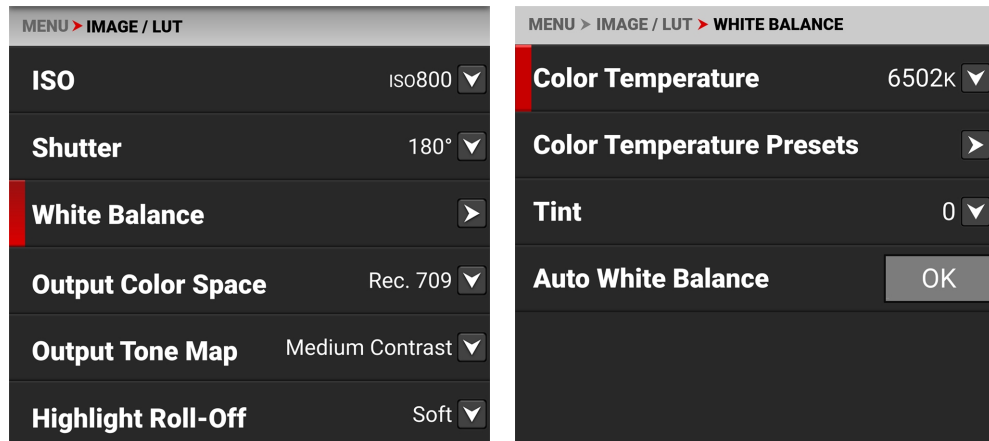 MENU > IMAGE / LUT
ISO ISO800
Shutter 180°
White Balance
Output Color Space Rec. 709
Output Tone Map Medium Contrast
Highlight Roll-Off Soft
MENU > IMAGE / LUT > WHITE BALANCE
Color Temperature 6502K
Color Temperature Presets
Tint 0
Auto White Balance OK